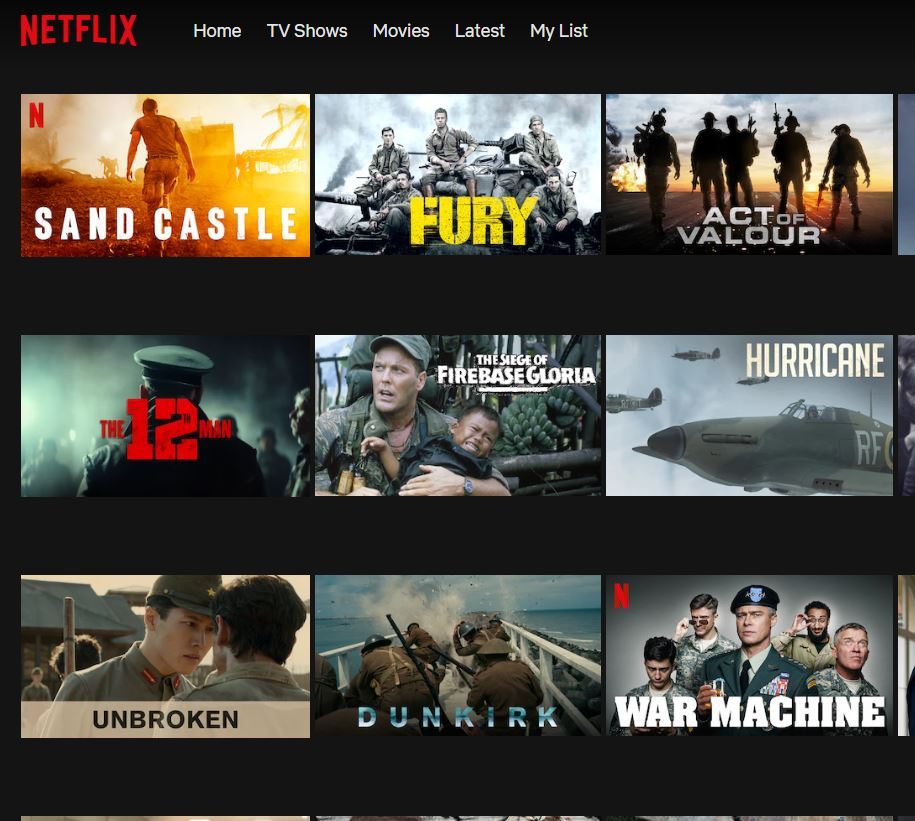 NETFLIX Home TV Shows Movies Latest My List
N
SAND CASTLE
FURY
ACT OF
VALOUR
THE 12TH MAN
THE SIEGE OF
FIREBASE GLORIA
HURRICANE
RF
UNBROKEN
DUNKIRK
N
WAR MACHINE